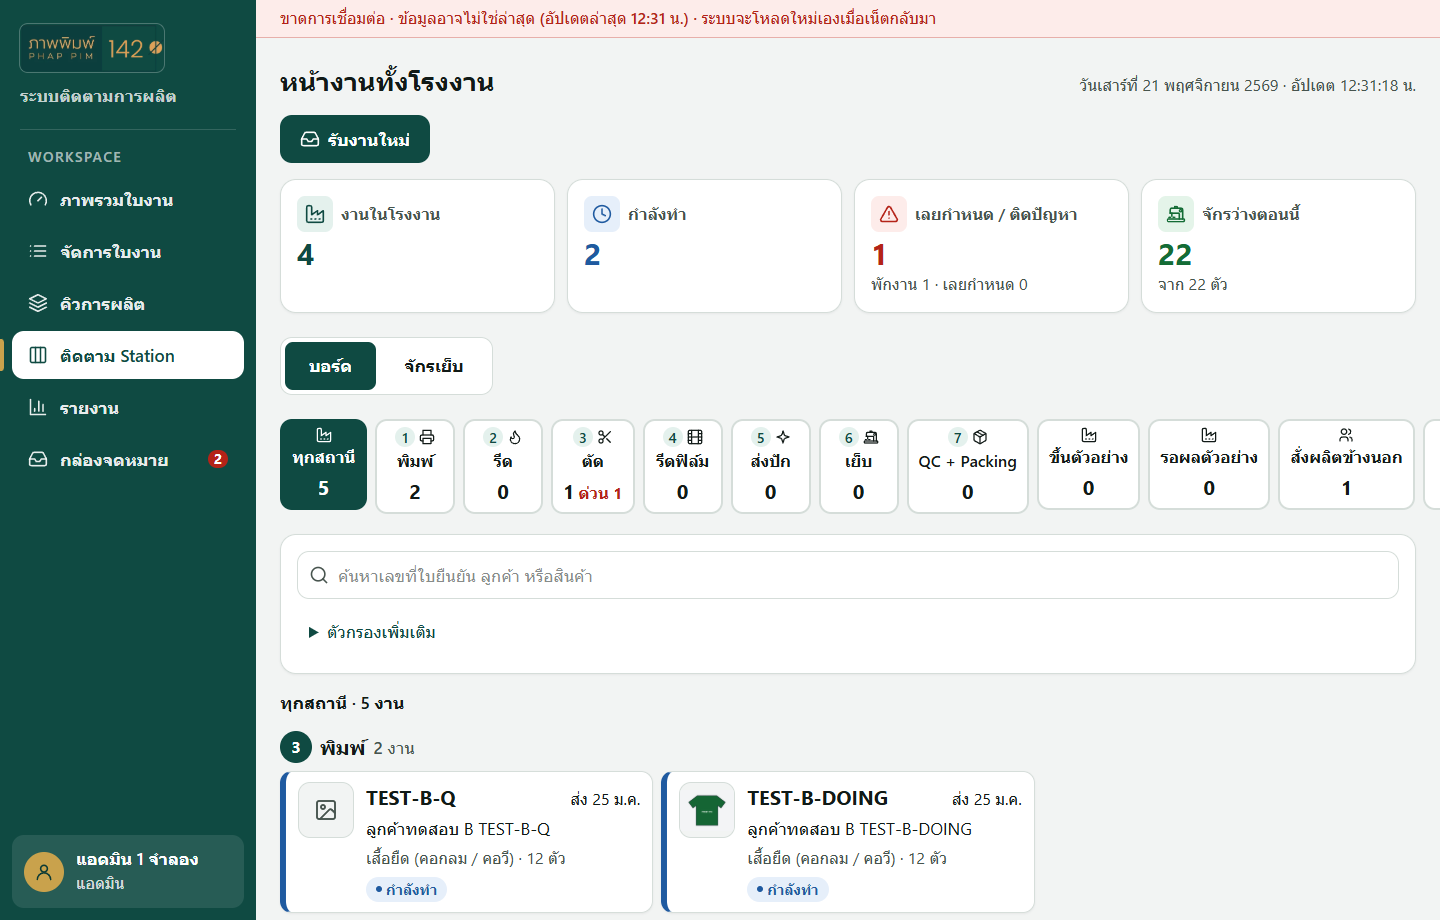 ขาดการเชื่อมต่อ · ข้อมูลอาจไม่ใช่ล่าสุด (อัปเดตล่าสุด 12:31 น.) · ระบบจะโหลดใหม่เองเมื่อเน็ตกลับมา
ภาพพิมพ์
PHAP PIM
142
ระบบติดตามการผลิต
WORKSPACE
ภาพรวมใบงาน
จัดการใบงาน
คิวการผลิต
ติดตาม Station
รายงาน
กล่องจดหมาย 2
แอดมิน 1 จำลอง
แอดมิน
หน้างานทั้งโรงงาน
วันเสาร์ที่ 21 พฤศจิกายน 2569 · อัปเดต 12:31:18 น.
รับงานใหม่
งานในโรงงาน
4
กำลังทำ
2
เลยกำหนด / ติดปัญหา
1
พักงาน 1 · เลยกำหนด 0
จักรว่างตอนนี้
22
จาก 22 ตัว
บอร์ด
จักรเย็บ
ทุกสถานี
5
1
พิมพ์
2
2
รีด
0
3
ตัด
1 ด่วน 1
4
รีดฟิล์ม
0
5
ส่งปัก
0
6
เย็บ
0
7
QC + Packing
0
ขึ้นตัวอย่าง
0
รอผลตัวอย่าง
0
สั่งผลิตข้างนอก
1
ค้นหาเลขที่ใบยืนยัน ลูกค้า หรือสินค้า
ตัวกรองเพิ่มเติม
ทุกสถานี · 5 งาน
3 พิมพ์ 2 งาน
TEST-B-Q ส่ง 25 ม.ค.
ลูกค้าทดสอบ B TEST-B-Q
เสื้อยืด (คอกลม / คอวี) · 12 ตัว
กำลังทำ
TEST-B-DOING ส่ง 25 ม.ค.
ลูกค้าทดสอบ B TEST-B-DOING
เสื้อยืด (คอกลม / คอวี) · 12 ตัว
กำลังทำ